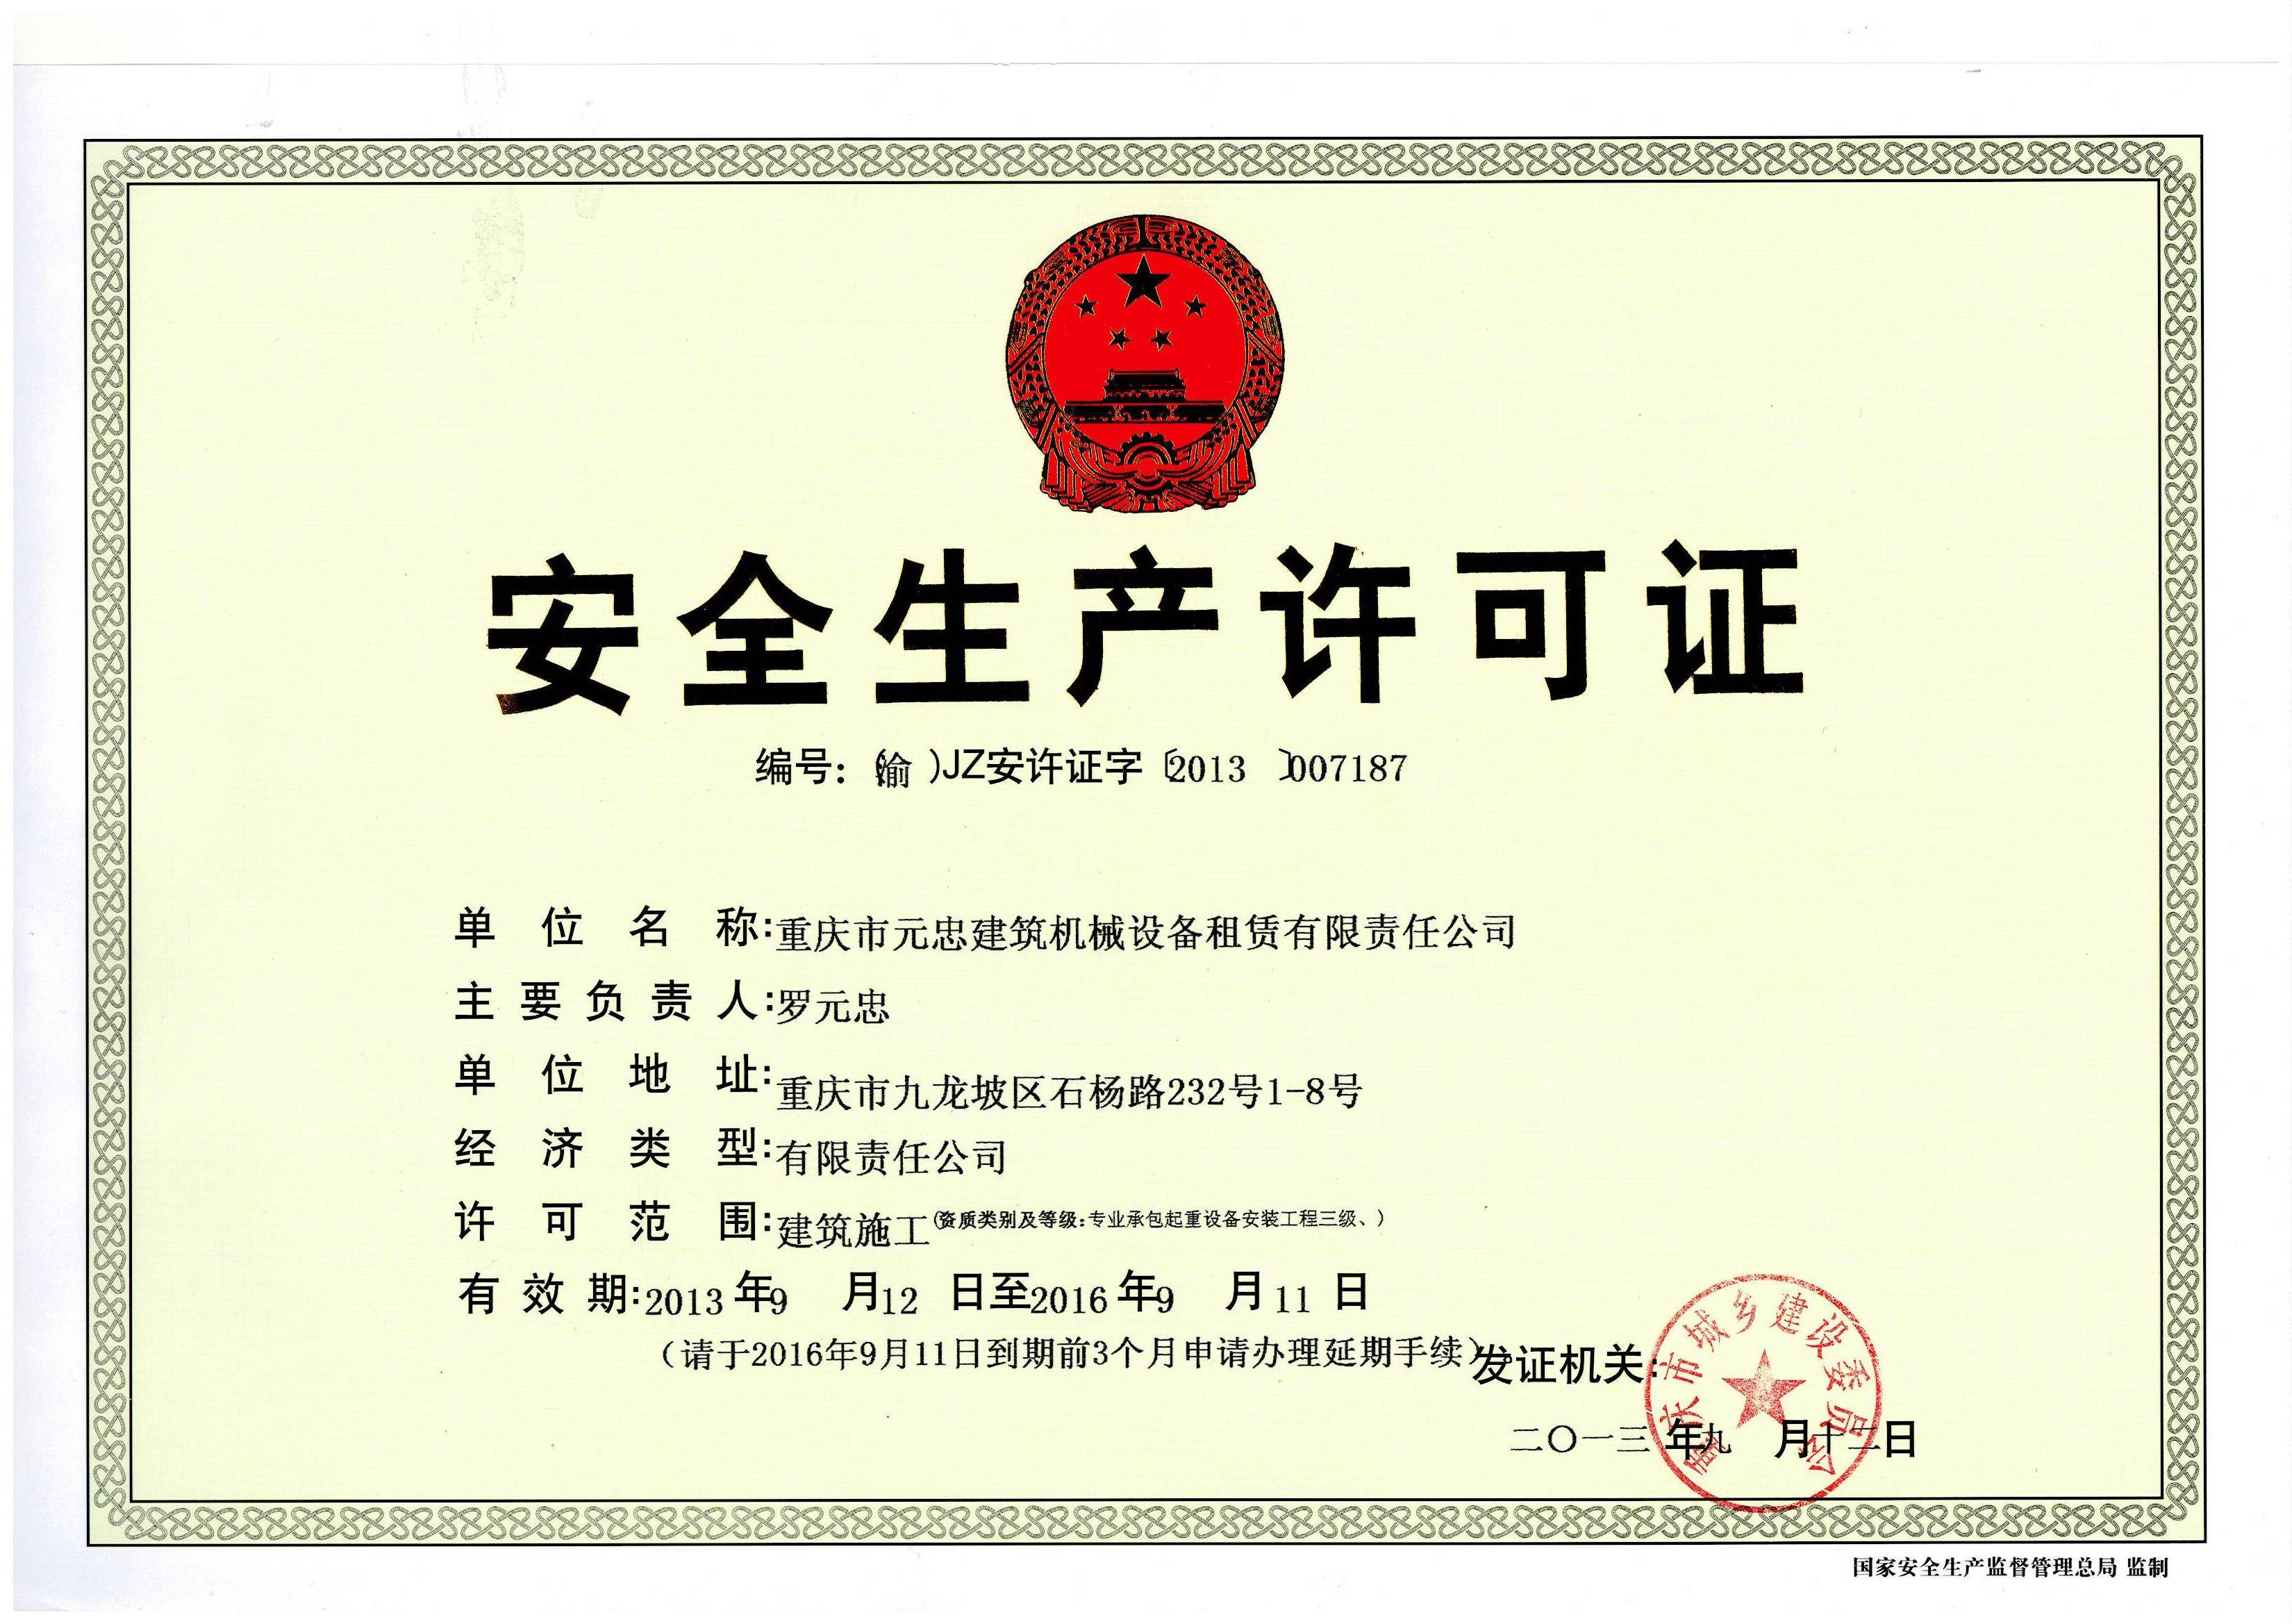 安全生产许可证
编号：（渝）JZ安许证字〔2013〕007187
单位名称：重庆市元忠建筑机械设备租赁有限责任公司
主要负责人：罗元忠
单位地址：重庆市九龙坡区石杨路232号1-8号
经济类型：有限责任公司
许可范围：建筑施工（资质类别及等级：专业承包起重设备安装工程三级、）
有效期：2013年9月12日至2016年9月11日
（请于2016年9月11日到期前3个月申请办理延期手续）
发证机关：
重庆市城乡建设委员会
二〇一三年九月十二日
国家安全生产监督管理总局 监制